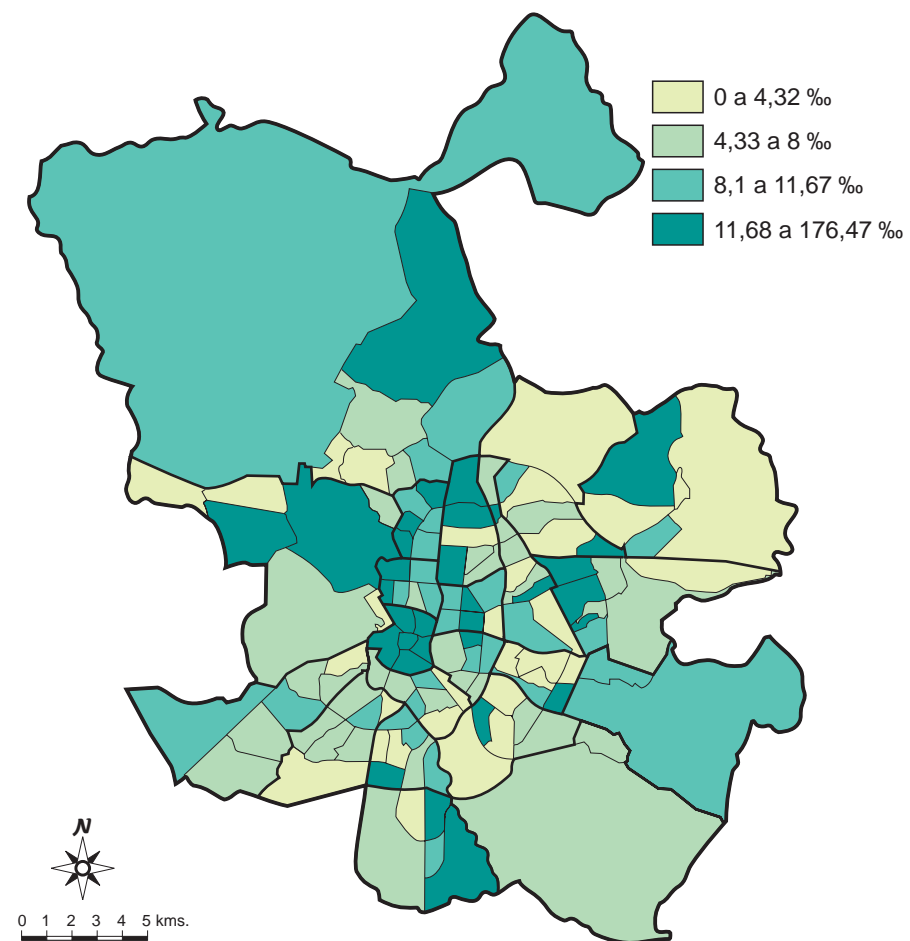 0 a 4,32 ‰
4,33 a 8 ‰
8,1 a 11,67 ‰
11,68 a 176,47 ‰
N
0 1 2 3 4 5 kms.